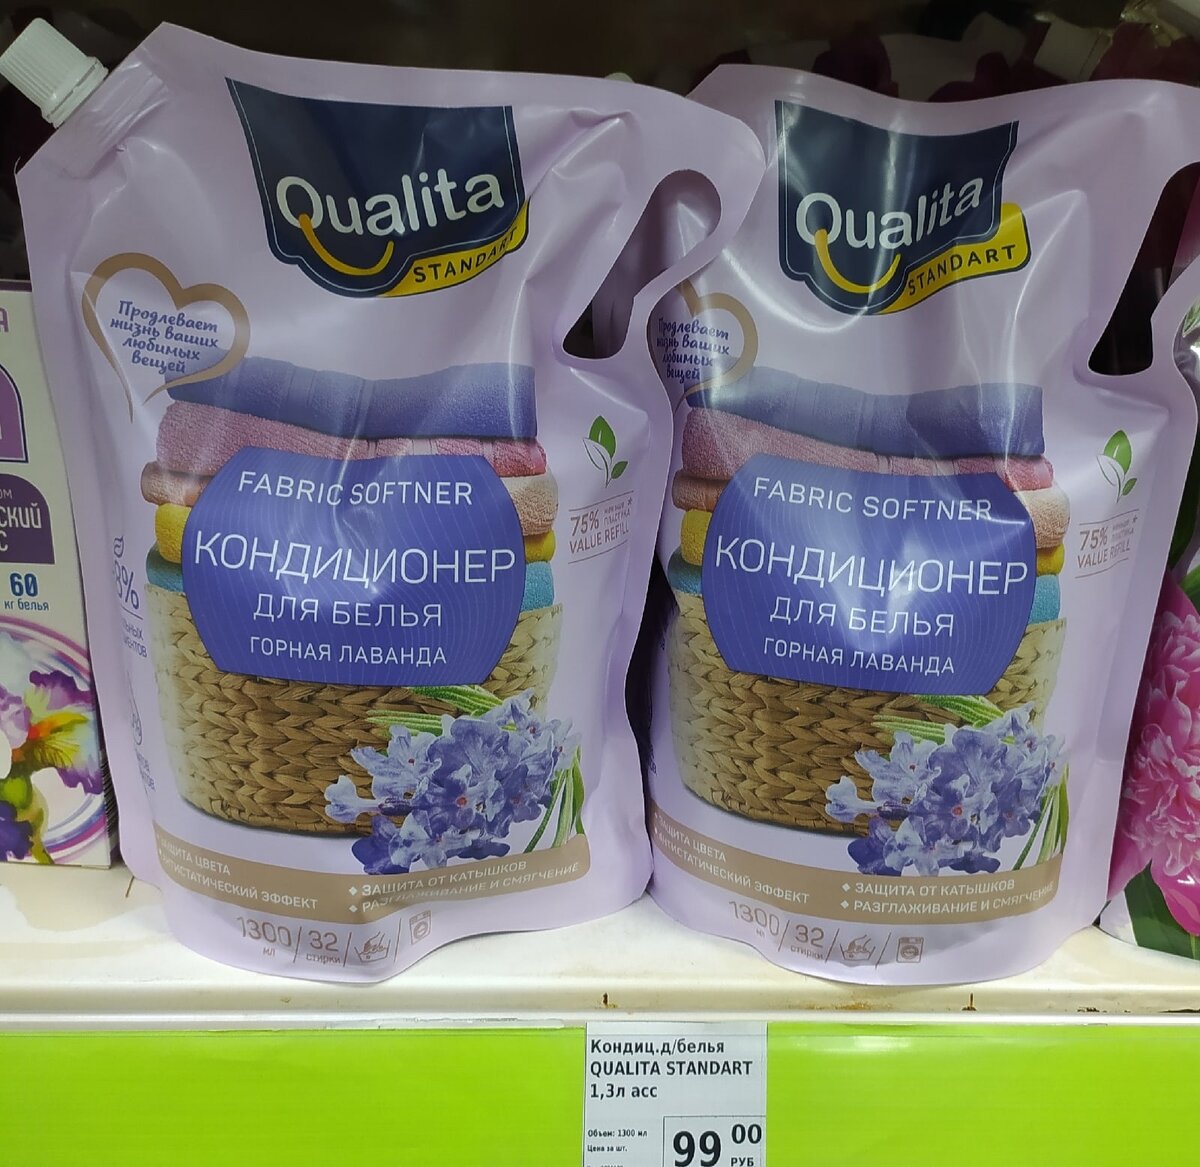 Qualita
STANDART
Продлевает
жизнь ваших
любимых
вещей
FABRIC SOFTNER
КОНДИЦИОНЕР
ДЛЯ БЕЛЬЯ
ГОРНАЯ ЛАВАНДА
75% МЕНЬШЕ ПЛАСТИКА*
VALUE REFILL
ЗАЩИТА ЦВЕТА
АНТИСТАТИЧЕСКИЙ ЭФФЕКТ
ЗАЩИТА ОТ КАТЫШКОВ
РАЗГЛАЖИВАНИЕ И СМЯГЧЕНИЕ
1300 мл / 32 стирки
Qualita
STANDART
Продлевает
жизнь ваших
любимых
вещей
FABRIC SOFTNER
КОНДИЦИОНЕР
ДЛЯ БЕЛЬЯ
ГОРНАЯ ЛАВАНДА
75% МЕНЬШЕ ПЛАСТИКА*
VALUE REFILL
ЗАЩИТА ЦВЕТА
АНТИСТАТИЧЕСКИЙ ЭФФЕКТ
ЗАЩИТА ОТ КАТЫШКОВ
РАЗГЛАЖИВАНИЕ И СМЯГЧЕНИЕ
1300 мл / 32 стирки
60
кг белья
Кондиц.д/белья
QUALITA STANDART
1,3л асс
Объем: 1300 мл
Цена за шт.
99 00
РУБ